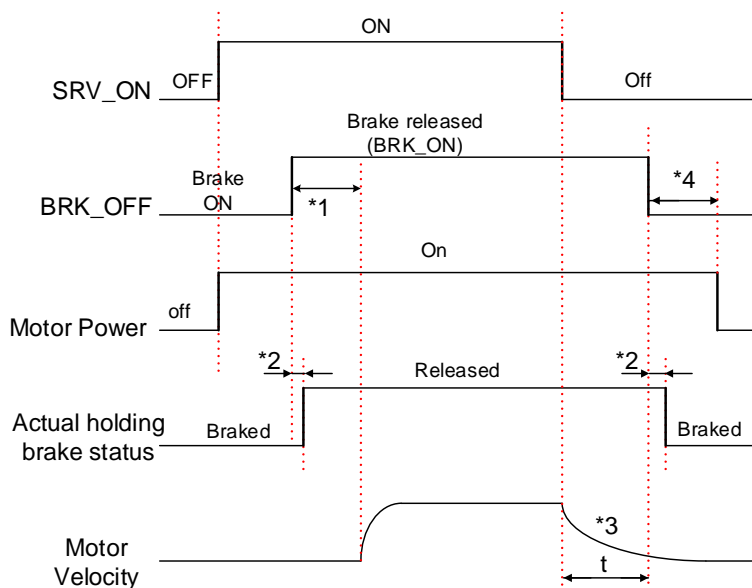 ON
OFF
SRV_ON
Off
Brake released
(BRK_ON)
Brake
ON
BRK_OFF
*1
*4
On
off
Motor Power
*2
Released
*2
Actual holding
brake status
Braked
Braked
*3
Motor
Velocity
t